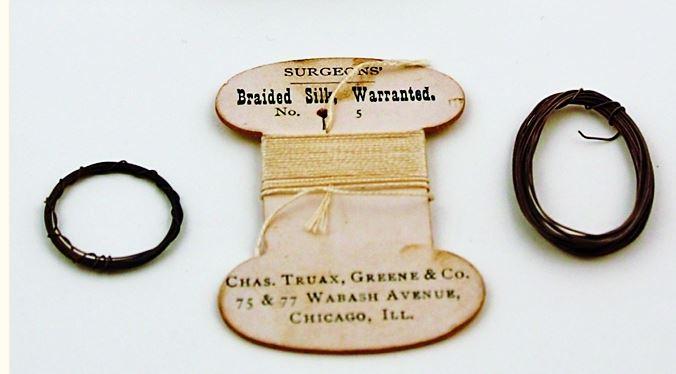 SURGEONS'
Braided Silk, Warranted.
No. 5
CHAS. TRUAX, GREENE & CO.
75 & 77 WABASH AVENUE,
CHICAGO, ILL.